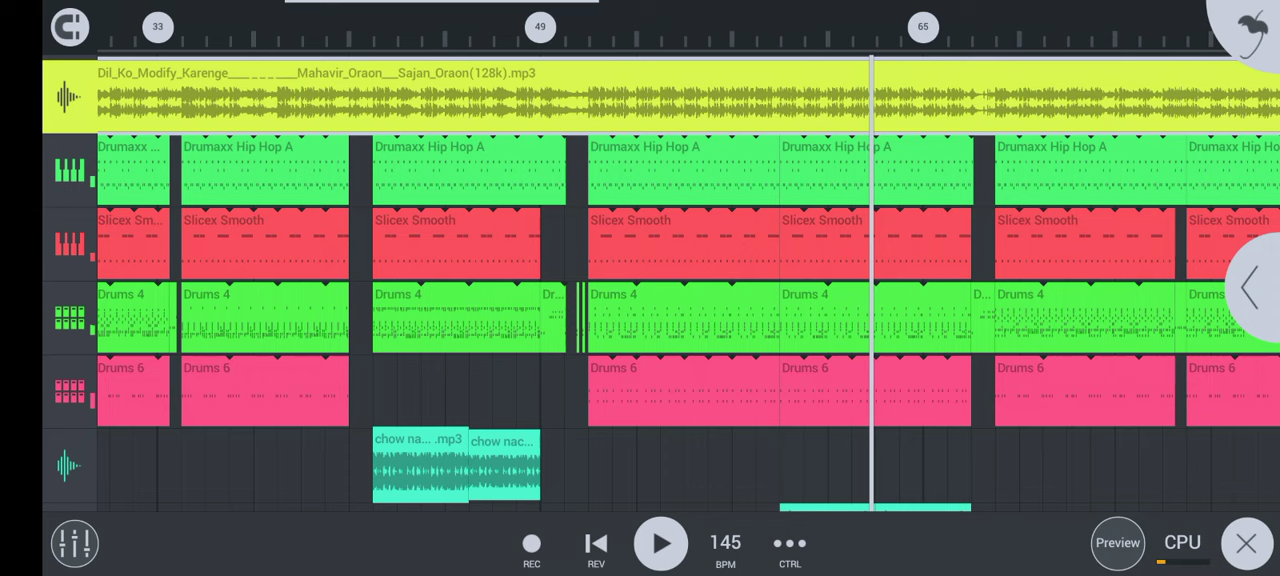 33 49 65
Dil_Ko_Modify_Karenge___ _ _ ___Mahavir_Oraon__Sajan_Oraon(128k).mp3
Drumaxx ... Drumaxx Hip Hop A Drumaxx Hip Hop A Drumaxx Hip Hop A Drumaxx Hip Hop A Drumaxx Hip Hop A Drumaxx Hip Ho
Slicex Sm... Slicex Smooth Slicex Smooth Slicex Smooth Slicex Smooth Slicex Smooth Slicex Smooth
Drums 4 Drums 4 Drums 4 Dr... Drums 4 Drums 4 D... Drums 4 Drums
Drums 6 Drums 6 Drums 6 Drums 6 Drums 6 Drums 6
chow na... .mp3 chow nac...
145 Preview CPU
REC REV BPM CTRL